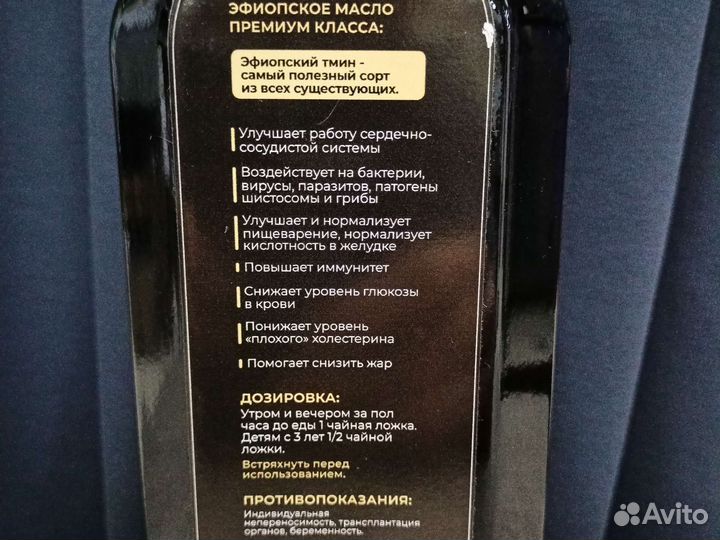 ЭФИОПСКОЕ МАСЛО
ПРЕМИУМ КЛАССА:
Эфиопский тмин -
самый полезный сорт
из всех существующих.
Улучшает работу сердечно-
сосудистой системы
Воздействует на бактерии,
вирусы, паразитов, патогены
шистосомы и грибы
Улучшает и нормализует
пищеварение, нормализует
кислотность в желудке
Повышает иммунитет
Снижает уровень глюкозы
в крови
Понижает уровень
«плохого» холестерина
Помогает снизить жар
ДОЗИРОВКА:
Утром и вечером за пол
часа до еды 1 чайная ложка.
Детям с 3 лет 1/2 чайной
ложки.
Встряхнуть перед
использованием.
ПРОТИВОПОКАЗАНИЯ:
Индивидуальная
непереносимость, трансплантация
органов, беременность.
Avito